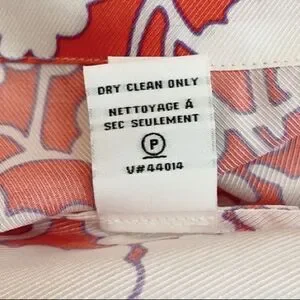 DRY CLEAN ONLY
NETTOYAGE Á
SEC SEULEMENT
P
V#44014